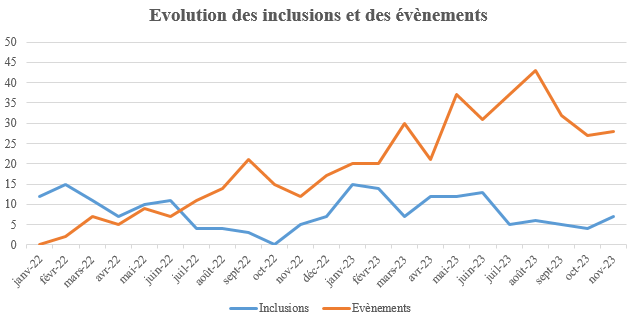 Evolution des inclusions et des évènements
50
45
40
35
30
25
20
15
10
5
0
janv-22
févr-22
mars-22
avr-22
mai-22
juin-22
juil-22
août-22
sept-22
oct-22
nov-22
déc-22
janv-23
févr-23
mars-23
avr-23
mai-23
juin-23
juil-23
août-23
sept-23
oct-23
nov-23
Inclusions Evènements